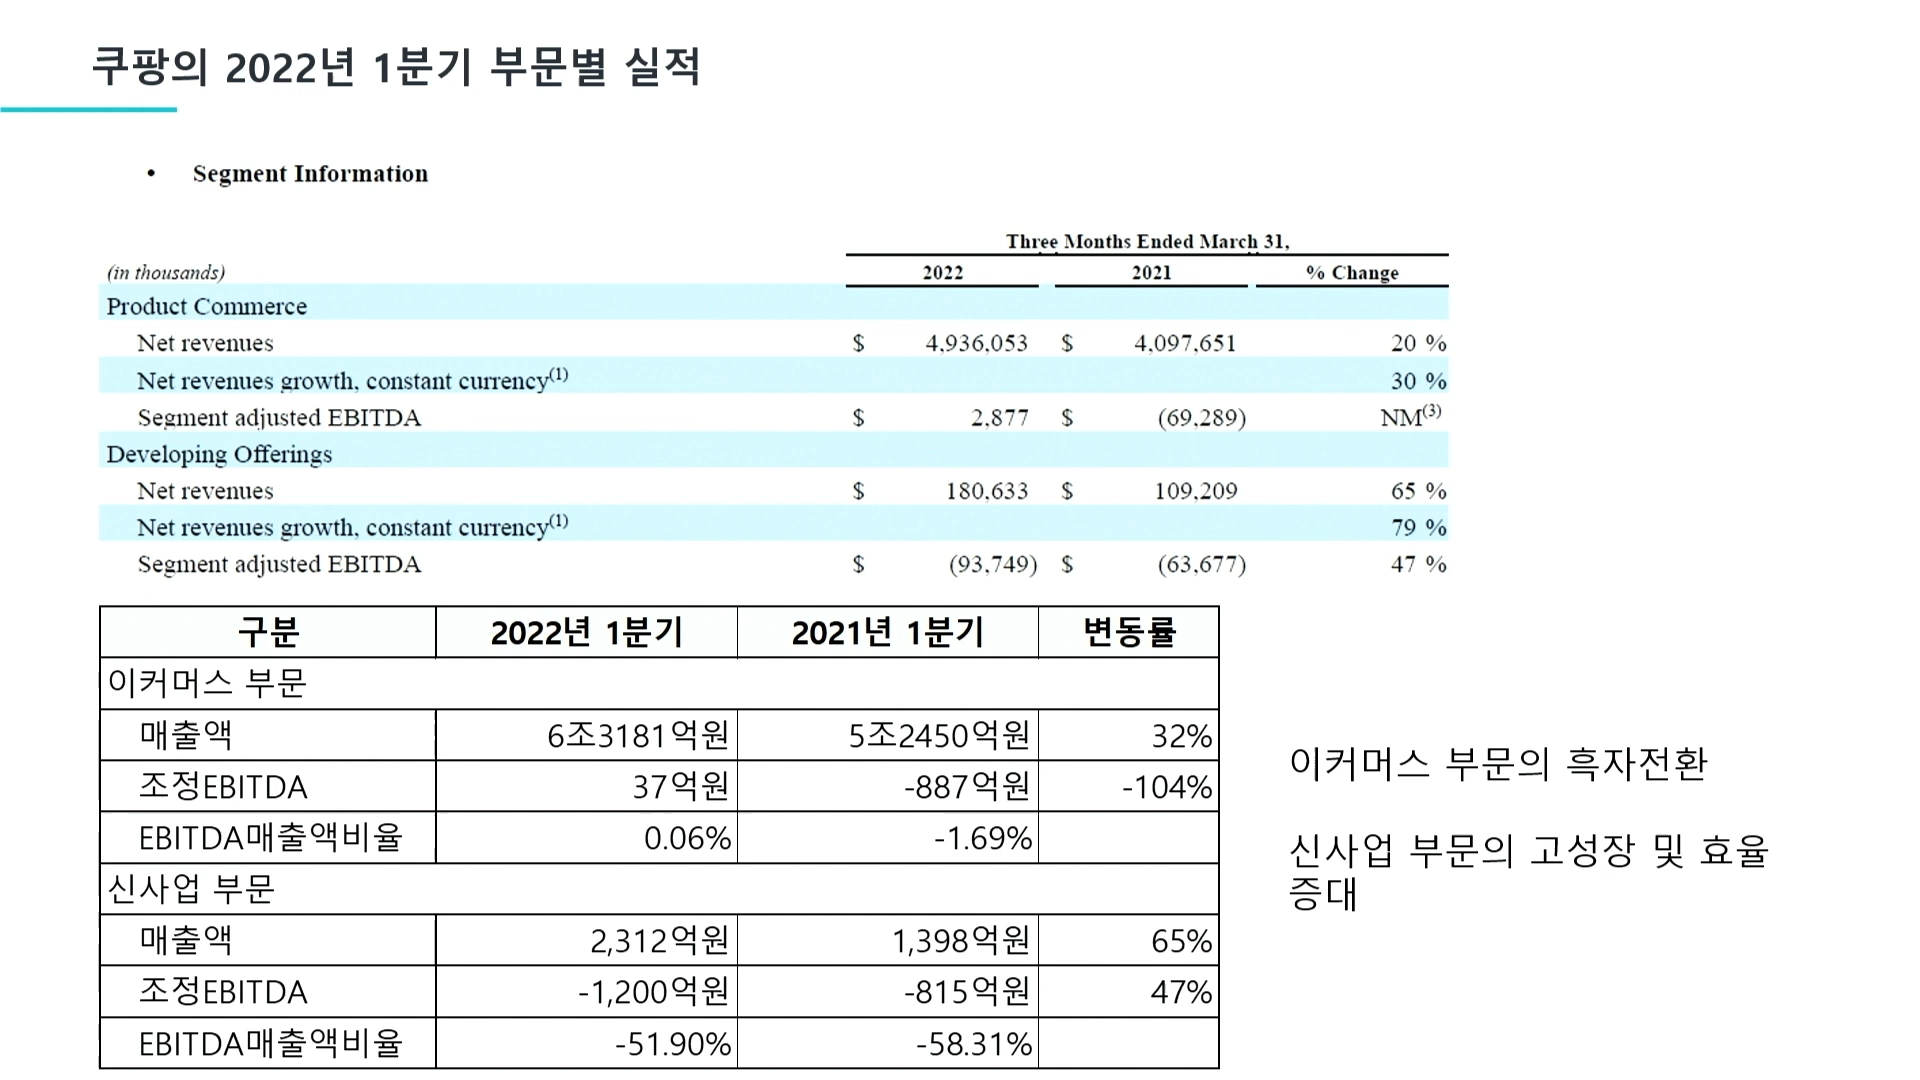 쿠팡의 2022년 1분기 부문별 실적
• Segment Information
Three Months Ended March 31,
(in thousands) 2022 2021 % Change
Product Commerce
Net revenues $ 4,936,053 $ 4,097,651 20 %
Net revenues growth, constant currency(1) 30 %
Segment adjusted EBITDA $ 2,877 $ (69,289) NM(3)
Developing Offerings
Net revenues $ 180,633 $ 109,209 65 %
Net revenues growth, constant currency(1) 79 %
Segment adjusted EBITDA $ (93,749) $ (63,677) 47 %
구분 2022년 1분기 2021년 1분기 변동률
이커머스 부문
매출액 6조3181억원 5조2450억원 32%
조정EBITDA 37억원 -887억원 -104%
EBITDA매출액비율 0.06% -1.69%
신사업 부문
매출액 2,312억원 1,398억원 65%
조정EBITDA -1,200억원 -815억원 47%
EBITDA매출액비율 -51.90% -58.31%
이커머스 부문의 흑자전환
신사업 부문의 고성장 및 효율
증대